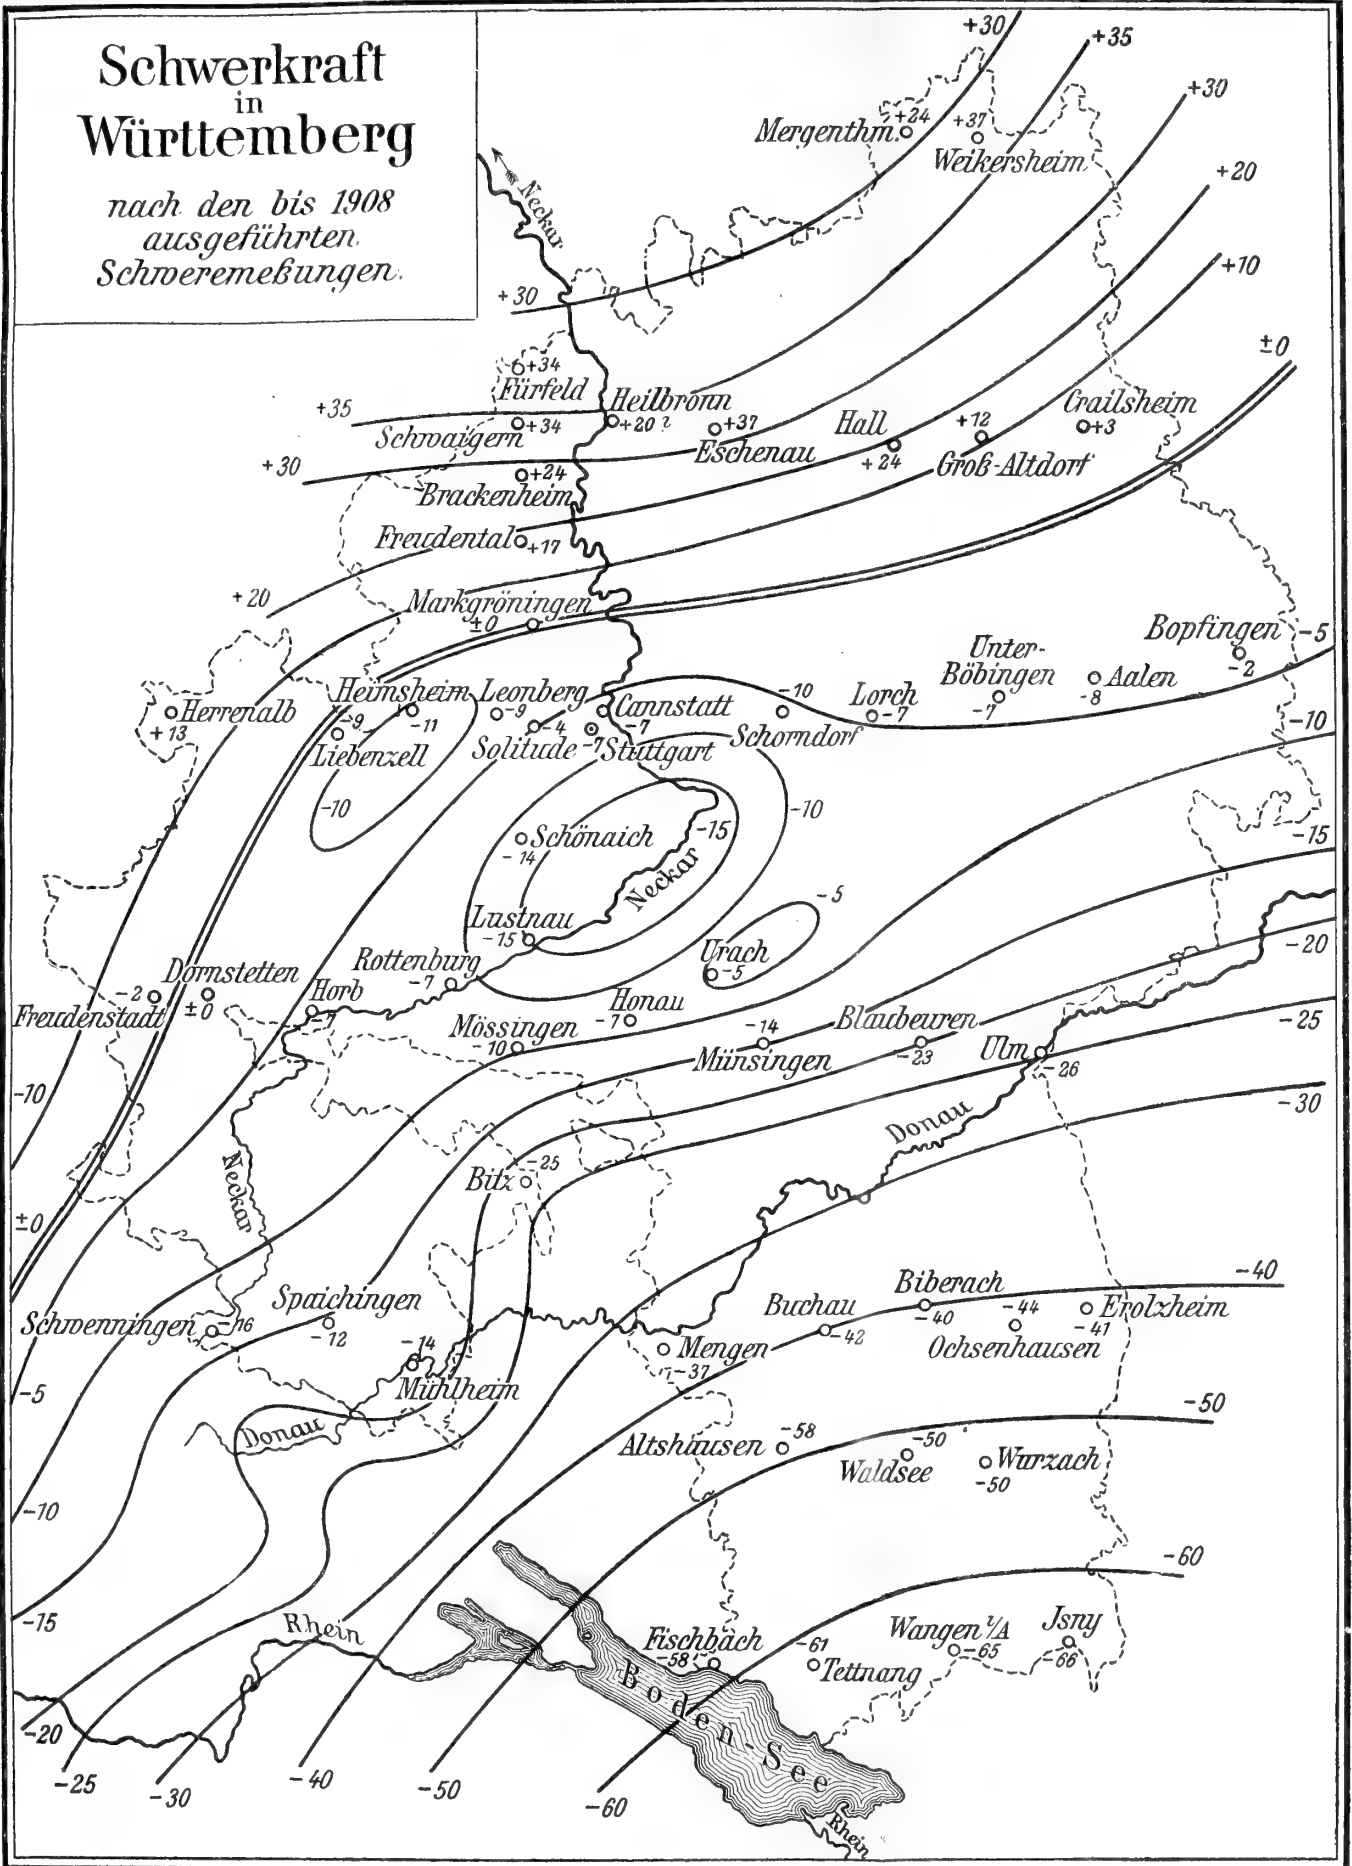 Schwerkraft
in
Württemberg
nach den bis 1908
ausgeführten
Schweremeßungen.
+30
+35
+30
+20
+10
±0
Mergenthm.
+24
+37
Weikersheim
Neckar
+30
+34
Fürfeld
+35
Schwaigern
+34
Heilbronn
+20?
+37
Eschenau
Hall
+24
+12
Groß-Altdorf
Crailsheim
+3
+30
+24
Brackenheim
Freudental
+17
+20
Markgröningen
±0
Bopfingen
-2
-5
Unter-
Böbingen
-7
Aalen
-8
Herrenalb
+13
Heimsheim
-11
-9
Liebenzell
Leonberg
-9
-4
Solitude
Cannstatt
-7
-7
Stuttgart
-10
Schorndorf
Lorch
-7
-10
-10
-10
-15
-15
Schönaich
-14
Neckar
Lustnau
-15
-5
Urach
-5
-20
Dornstetten
±0
-2
Freudenstadt
Rottenburg
-7
Horb
-7
Honau
-7
Mössingen
-10
-14
Münsingen
Blaubeuren
-23
Ulm
-26
-25
-10
-30
Donau
Neckar
Bitz
-25
±0
-40
Spaichingen
-12
Schwenningen
-16
-14
Mühlheim
Buchau
-42
Biberach
-40
-44
Ochsenhausen
Erolzheim
-41
Mengen
-37
-5
-50
Donau
Altshausen
-58
-50
Waldsee
Wurzach
-50
-10
-60
-15
Rhein
Fischbach
-58
-61
Tettnang
Wangen i/A
-65
Jsny
-66
Boden-See
-20
-25
-30
-40
-50
-60
Rhein